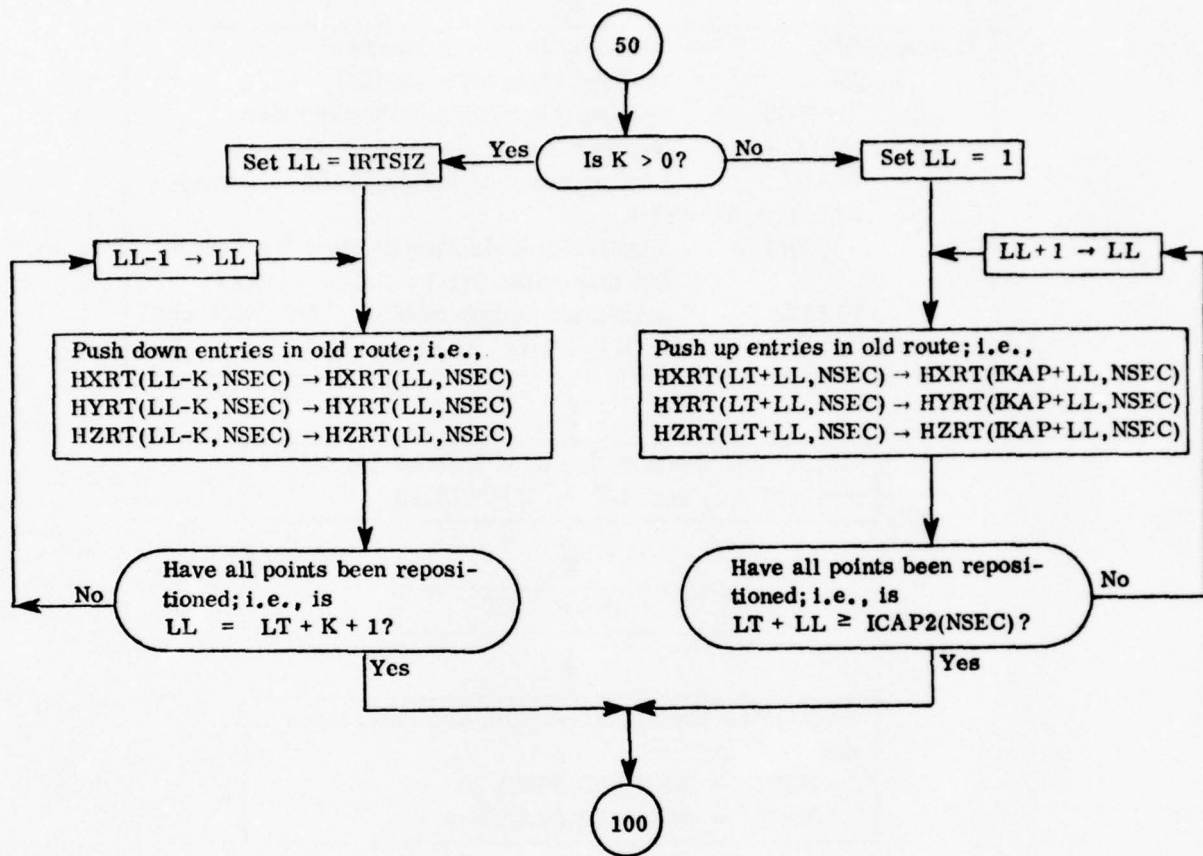 50
Is K > 0?
Yes
No
Set LL = IRTSIZ
Set LL = 1
LL-1 → LL
LL+1 → LL
Push down entries in old route; i.e.,
HXRT(LL-K,NSEC) →HXRT(LL,NSEC)
HYRT(LL-K,NSEC) →HYRT(LL,NSEC)
HZRT(LL-K,NSEC) →HZRT(LL,NSEC)
Push up entries in old route; i.e.,
HXRT(LT+LL,NSEC) → HXRT(IKAP+LL,NSEC)
HYRT(LT+LL,NSEC) → HYRT(IKAP+LL,NSEC)
HZRT(LT+LL,NSEC) → HZRT(IKAP+LL,NSEC)
Have all points been reposi-
tioned; i.e., is
LL = LT + K + 1?
No
Yes
Have all points been reposi-
tioned; i.e., is
LT + LL ≥ ICAP2(NSEC)?
No
Yes
100